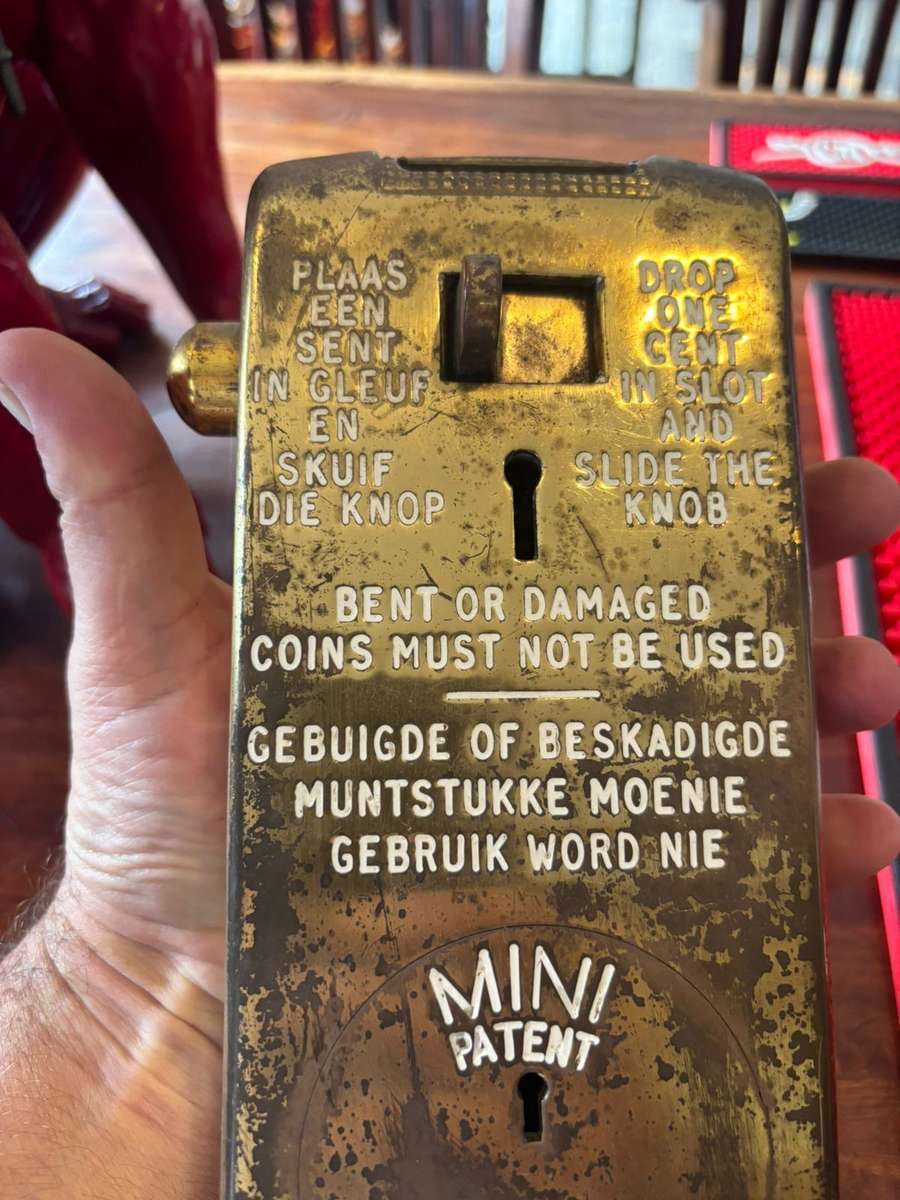 PLAAS
EEN
SENT
IN GLEUF
EN
SKUIF
DIE KNOP
DROP
ONE
CENT
IN SLOT
AND
SLIDE THE
KNOB
BENT OR DAMAGED
COINS MUST NOT BE USED
GEBUIGDE OF BESKADIGDE
MUNTSTUKKE MOENIE
GEBRUIK WORD NIE
MINI
PATENT